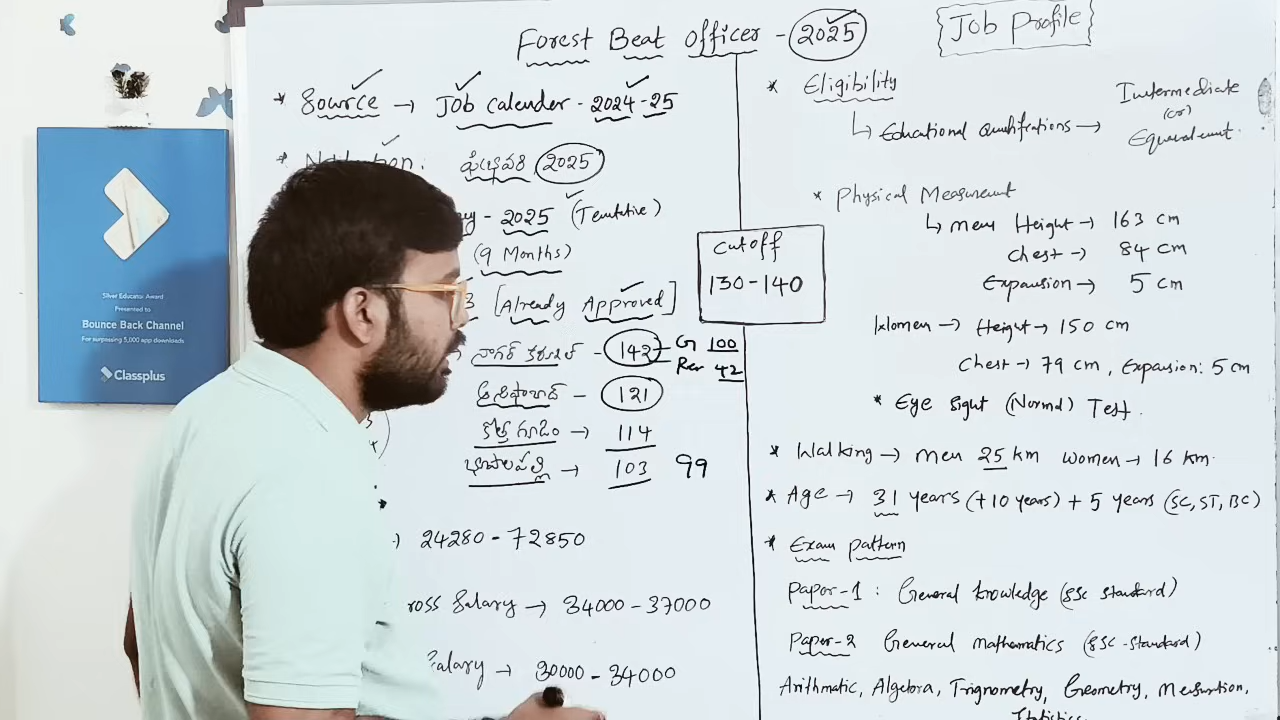 Forest Beat Officer - 2025
Job Profile
* Source → Job calender - 2024-25
ఫిబ్రవరి 2025
- 2025 (Tentative)
(9 Months)
3 [Already Approved]
నాగర్ కర్నూల్ - 142 G 100
Rer 42
ఆసిఫాబాద్ - 121
కొత్త గూడెం → 114
భూపాలపల్లి → 103 99
24280 - 72850
ross Salary → 34000 - 37000
Salary → 30000 - 34000
Cutoff
130-140
* Eligibility
↳ Educational Qualifications → Intermediate
(or)
Equivalent.
* Physical Measurement
↳ men Height → 163 cm
Chest → 84 cm
Expansion → 5 cm
Women → Height → 150 cm
Chest → 79 cm, Expansion: 5 cm
* Eye Sight (Normal) Test.
* Walking → men 25 km women → 16 km.
* Age → 31 years (+10 years) + 5 years (SC, ST, BC)
* Exam pattern
Paper-1 : General Knowledge (SSC Standard)
Paper-2 General Mathematics (SSC-Standard)
Arithmatic, Algebra, Trignometry, Geometry, Mensuration,
Statistics
Silver Educator Award
Presented to
Bounce Back Channel
For surpassing 5,000 app downloads
Classplus